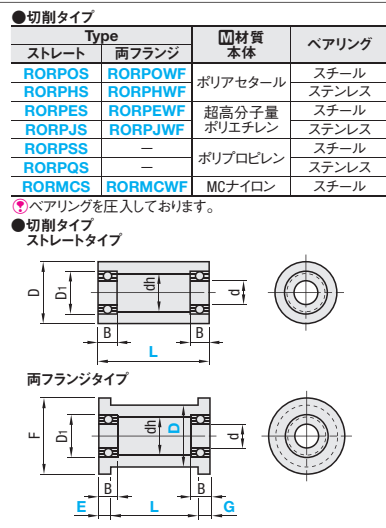 ●切削タイプ
Type M材質 本体 ベアリング
ストレート 両フランジ
RORPOS RORPOWF ポリアセタール スチール
RORPHS RORPHWF ステンレス
RORPES RORPEWF 超高分子量 ポリエチレン スチール
RORPJS RORPJWF ステンレス
RORPSS － ポリプロピレン スチール
RORPQS － ステンレス
RORMCS RORMCWF MCナイロン スチール
ベアリングを圧入しております。
●切削タイプ
ストレートタイプ
D D1 dh d
B B
L
両フランジタイプ
F D1 dh D d
B B
E L G